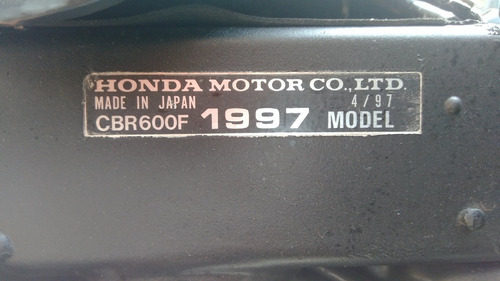 HONDA MOTOR CO., LTD.
MADE IN JAPAN 4/97
CBR600F 1997 MODEL